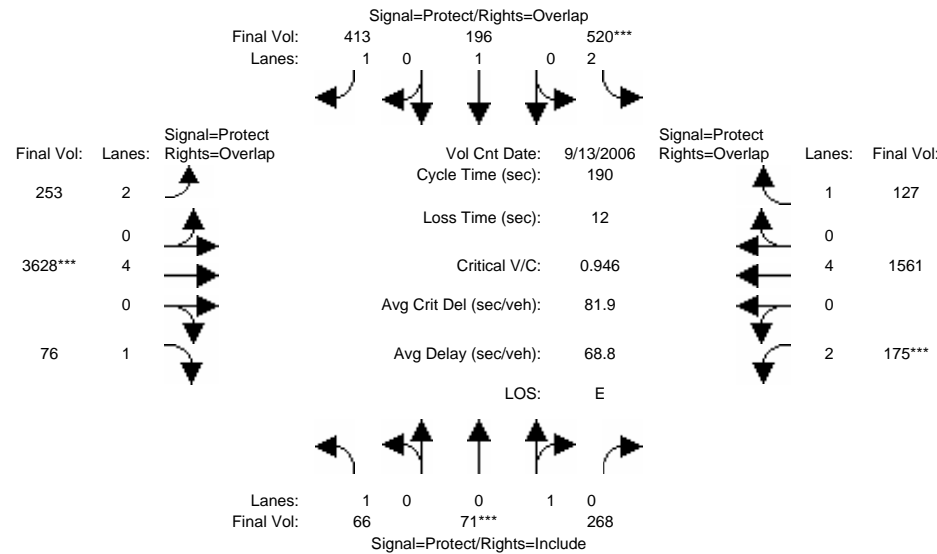 Signal=Protect/Rights=Overlap
Final Vol: 413 196 520***
Lanes: 1 0 1 0 2
Signal=Protect Signal=Protect
Final Vol: Lanes: Rights=Overlap Vol Cnt Date: 9/13/2006 Rights=Overlap Lanes: Final Vol:
Cycle Time (sec): 190
253 2 1 127
Loss Time (sec): 12
0 0
3628*** 4 Critical V/C: 0.946 4 1561
0 Avg Crit Del (sec/veh): 81.9 0
76 1 Avg Delay (sec/veh): 68.8 2 175***
LOS: E
Lanes: 1 0 0 1 0
Final Vol: 66 71*** 268
Signal=Protect/Rights=Include